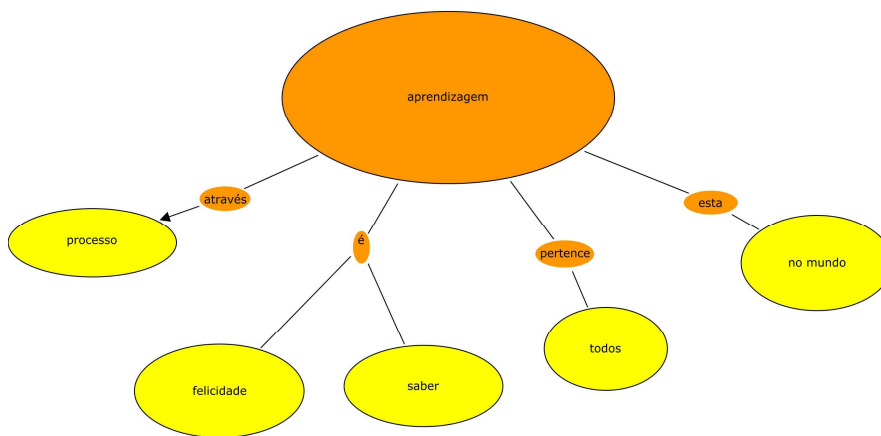 aprendizagem
através
esta
processo
é
pertence
no mundo
todos
felicidade
saber